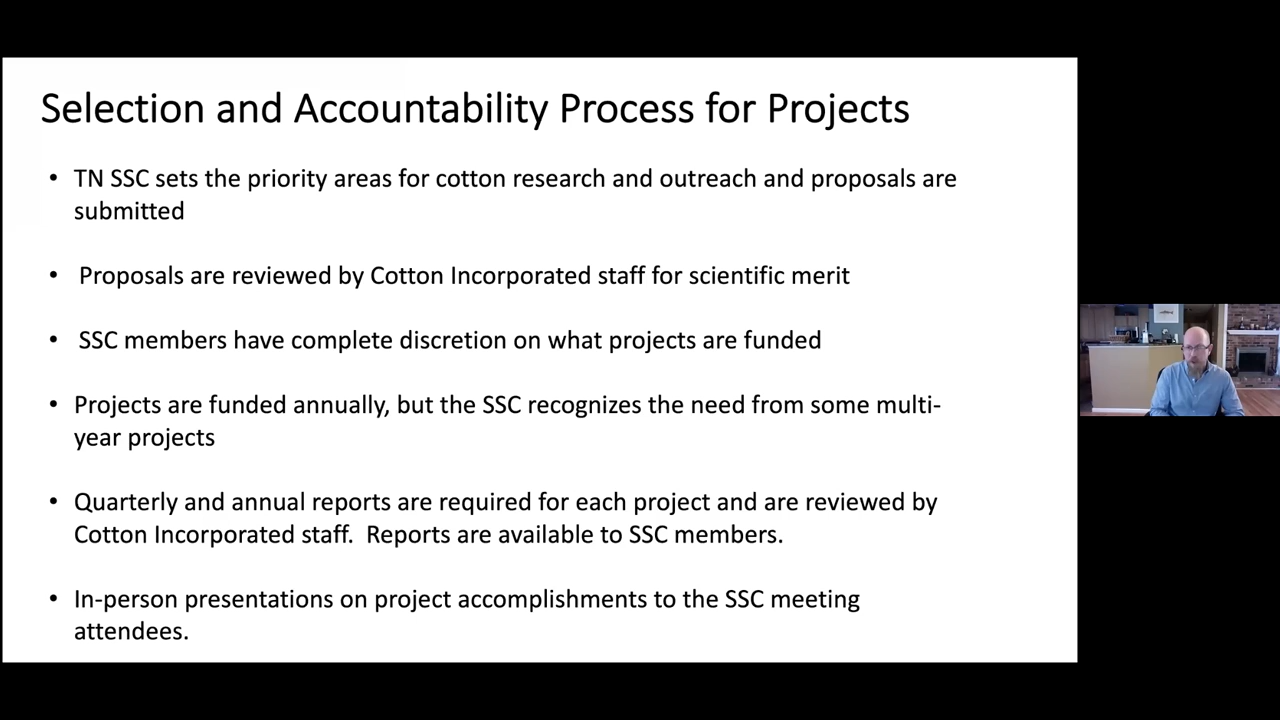 Selection and Accountability Process for Projects
• TN SSC sets the priority areas for cotton research and outreach and proposals are
submitted
• Proposals are reviewed by Cotton Incorporated staff for scientific merit
• SSC members have complete discretion on what projects are funded
• Projects are funded annually, but the SSC recognizes the need from some multi-
year projects
• Quarterly and annual reports are required for each project and are reviewed by
Cotton Incorporated staff.  Reports are available to SSC members.
• In-person presentations on project accomplishments to the SSC meeting
attendees.